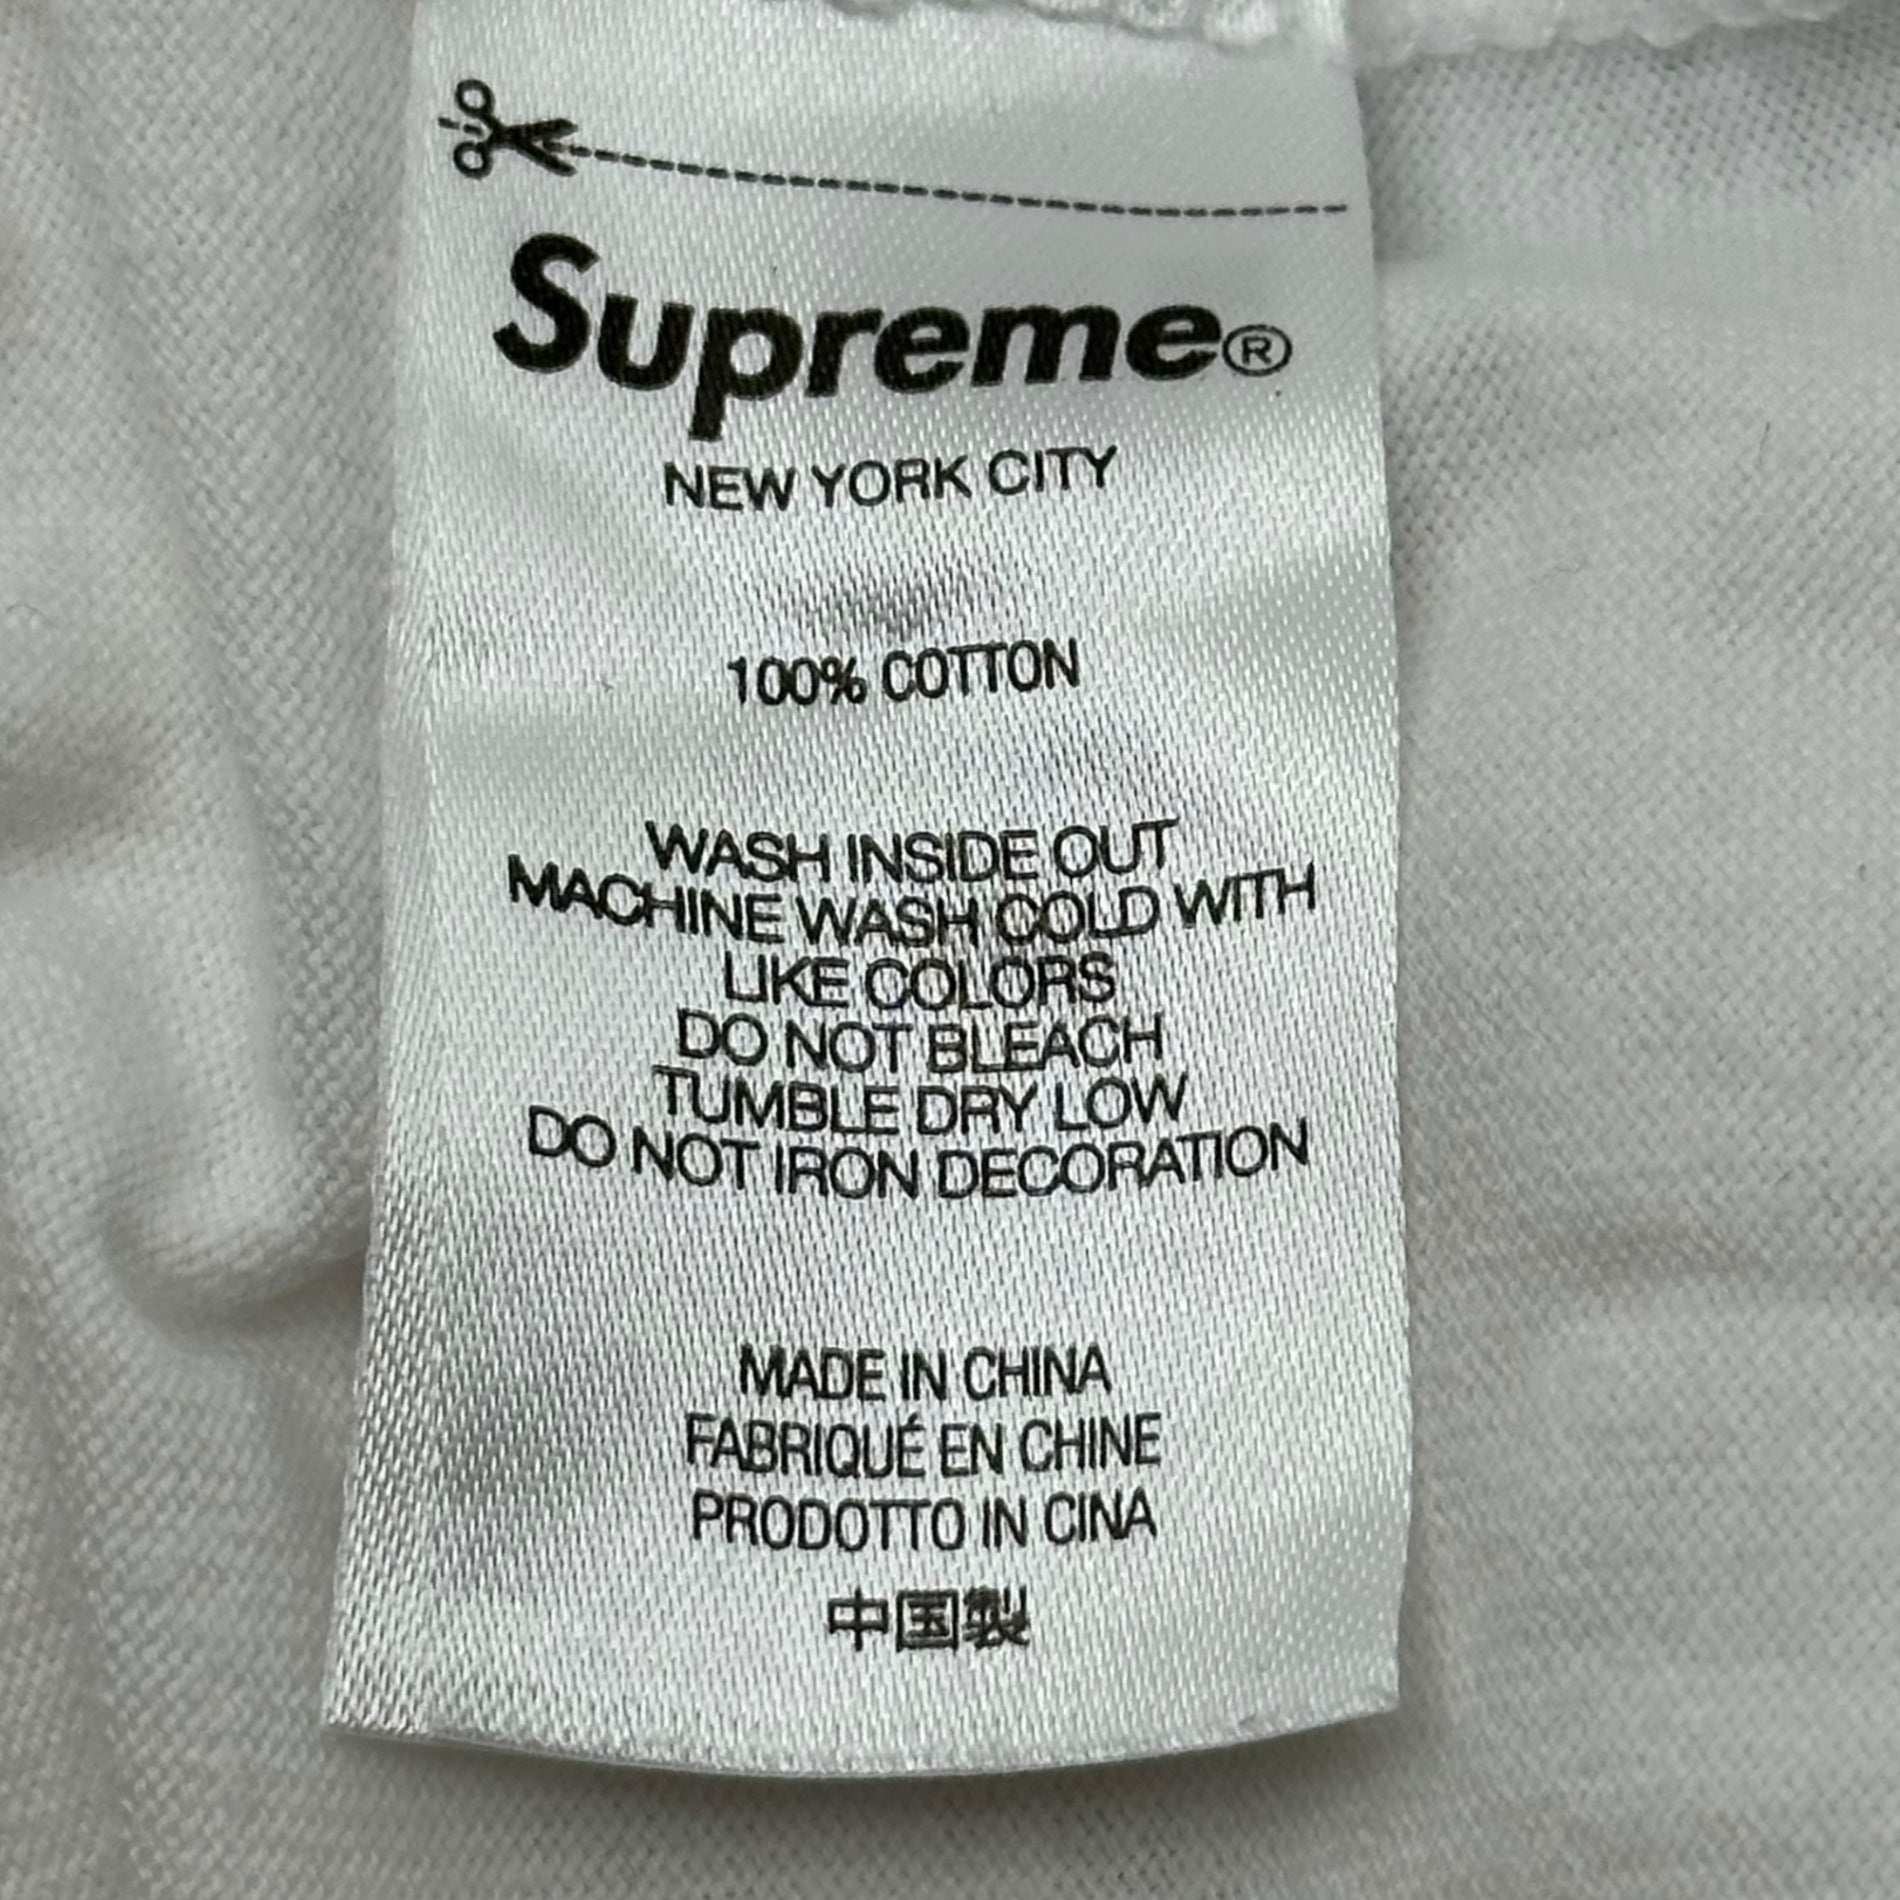 Supreme®
NEW YORK CITY
100% COTTON
WASH INSIDE OUT
MACHINE WASH COLD WITH
LIKE COLORS
DO NOT BLEACH
TUMBLE DRY LOW
DO NOT IRON DECORATION
MADE IN CHINA
FABRIQUÉ EN CHINE
PRODOTTO IN CINA
中国製